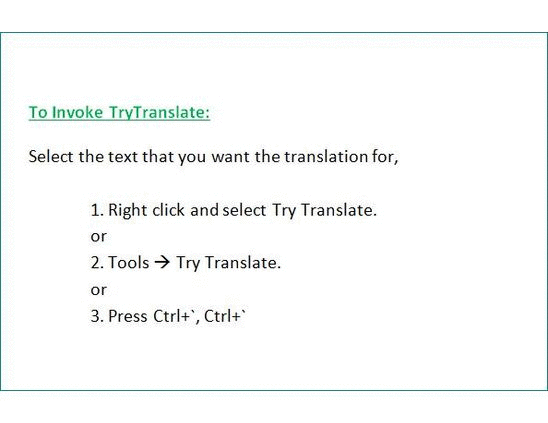 To Invoke TryTranslate:
Select the text that you want the translation for,
1. Right click and select Try Translate.
or
2. Tools → Try Translate.
or
3. Press Ctrl+`, Ctrl+`